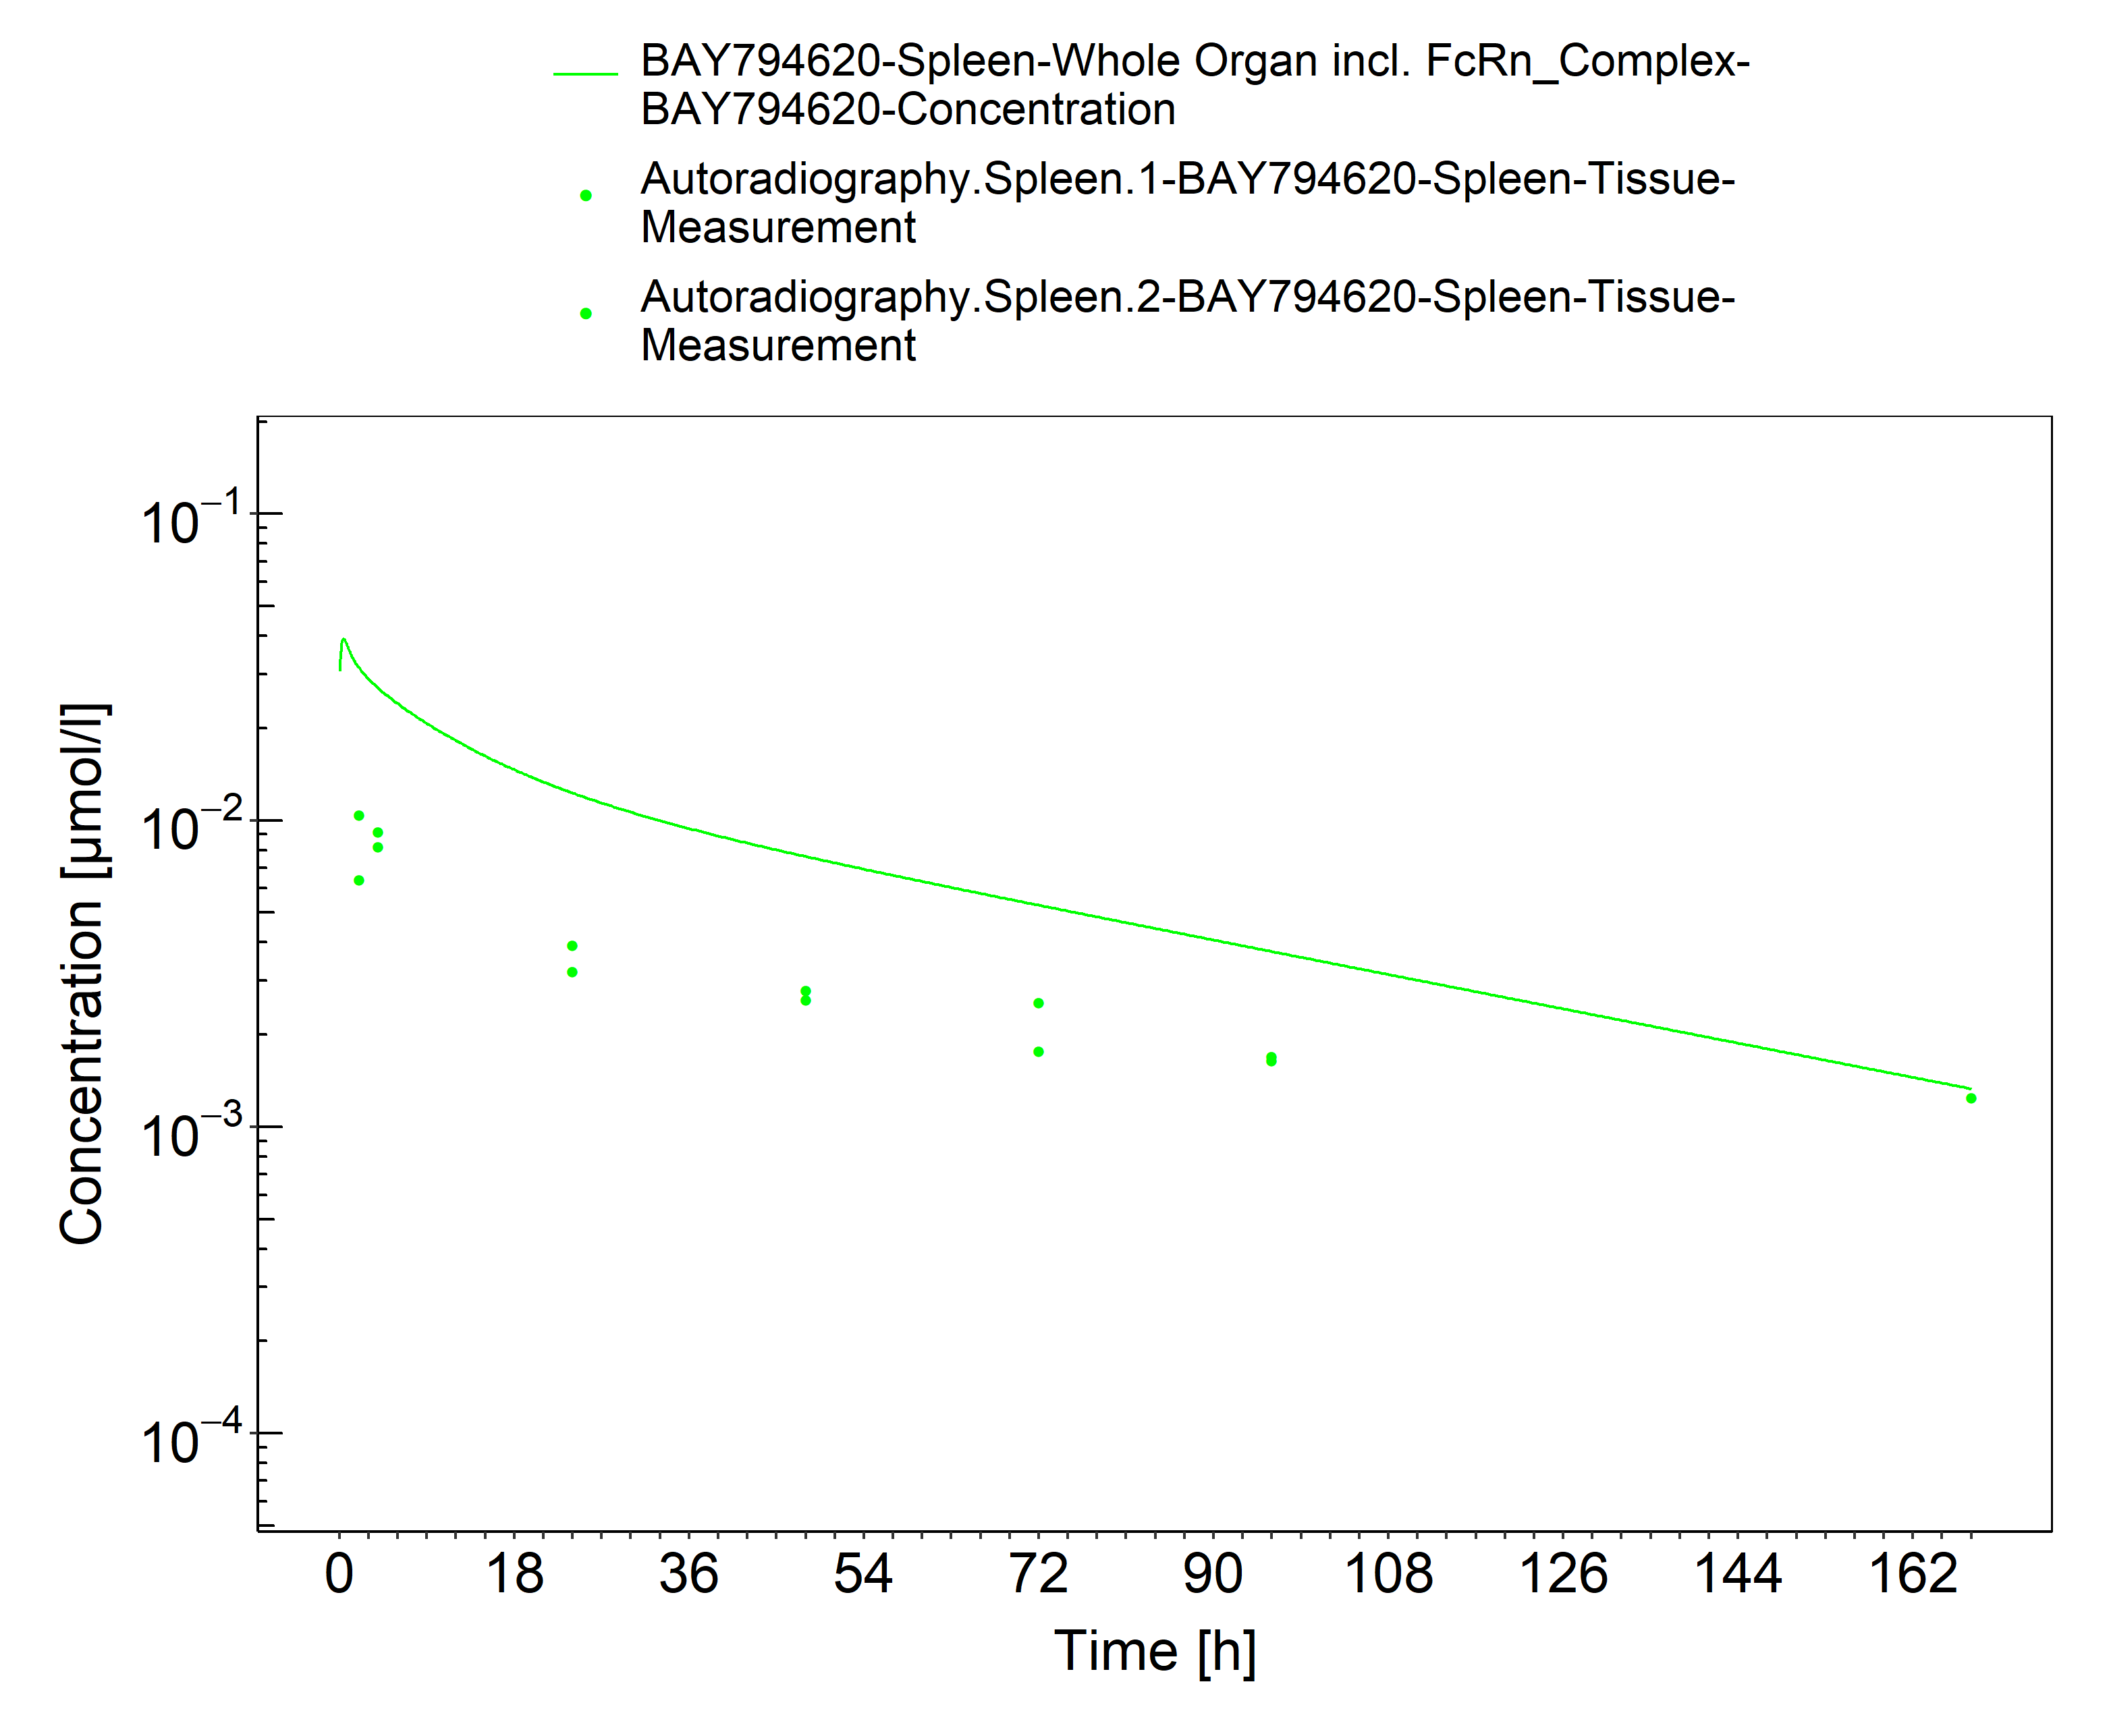 BAY794620-Spleen-Whole Organ incl. FcRn_Complex-
BAY794620-Concentration
Autoradiography.Spleen.1-BAY794620-Spleen-Tissue-
Measurement
Autoradiography.Spleen.2-BAY794620-Spleen-Tissue-
Measurement
Concentration [µmol/l]
10⁻¹
10⁻²
10⁻³
10⁻⁴
0 18 36 54 72 90 108 126 144 162
Time [h]